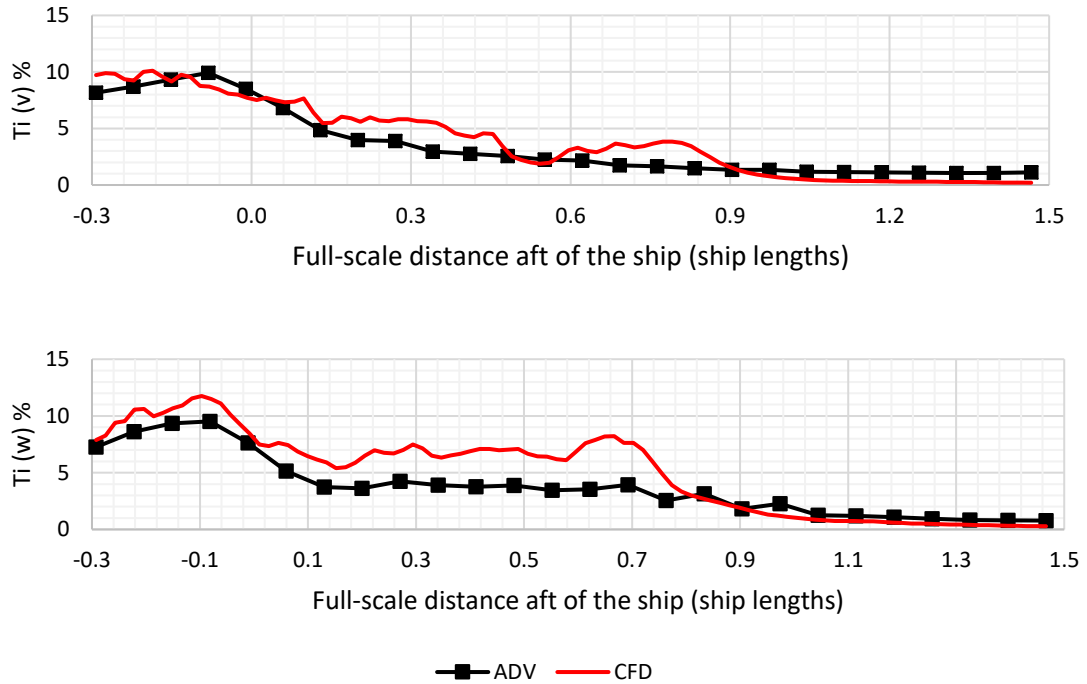 15
10
5
0
Ti (v) %
-0.3 0.0 0.3 0.6 0.9 1.2 1.5
Full-scale distance aft of the ship (ship lengths)
15
10
5
0
Ti (w) %
-0.3 -0.1 0.1 0.3 0.5 0.7 0.9 1.1 1.3 1.5
Full-scale distance aft of the ship (ship lengths)
ADV CFD